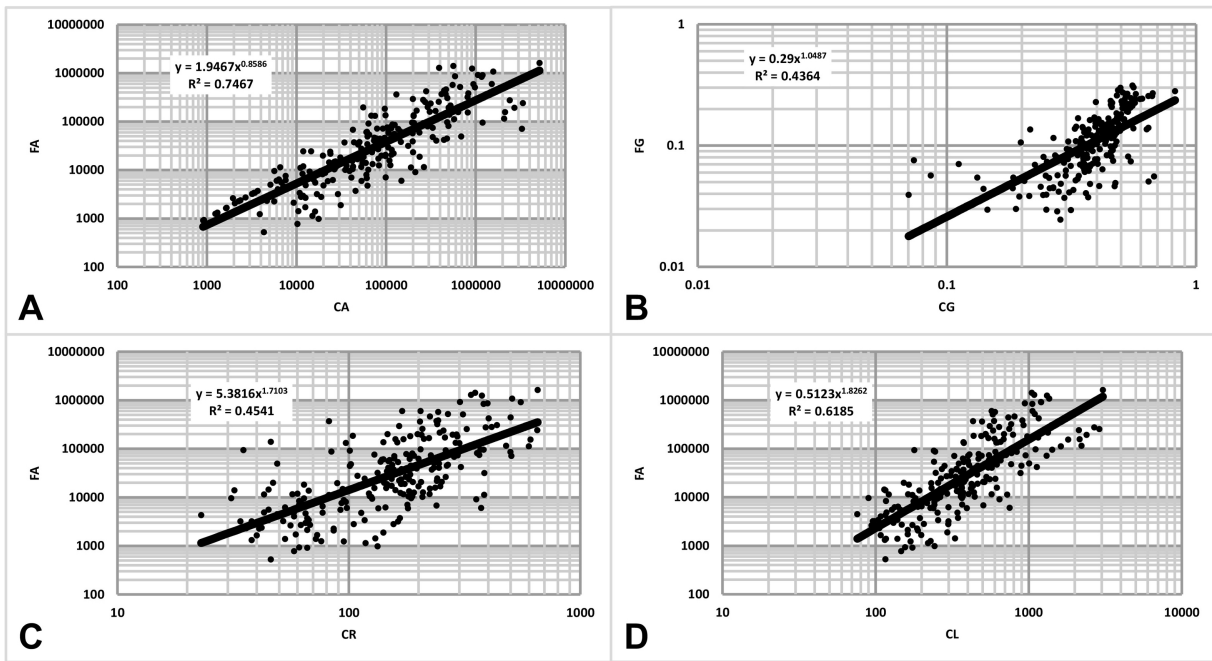 10000000
1000000
100000
10000
1000
100
FA
y = 1.9467x^0.8586
R² = 0.7467
100 1000 10000 100000 1000000 10000000
CA
A
1
0.1
0.01
FG
y = 0.29x^1.0487
R² = 0.4364
0.01 0.1 1
CG
B
10000000
1000000
100000
10000
1000
100
FA
y = 5.3816x^1.7103
R² = 0.4541
10 100 1000
CR
C
10000000
1000000
100000
10000
1000
100
FA
y = 0.5123x^1.8262
R² = 0.6185
10 100 1000 10000
CL
D